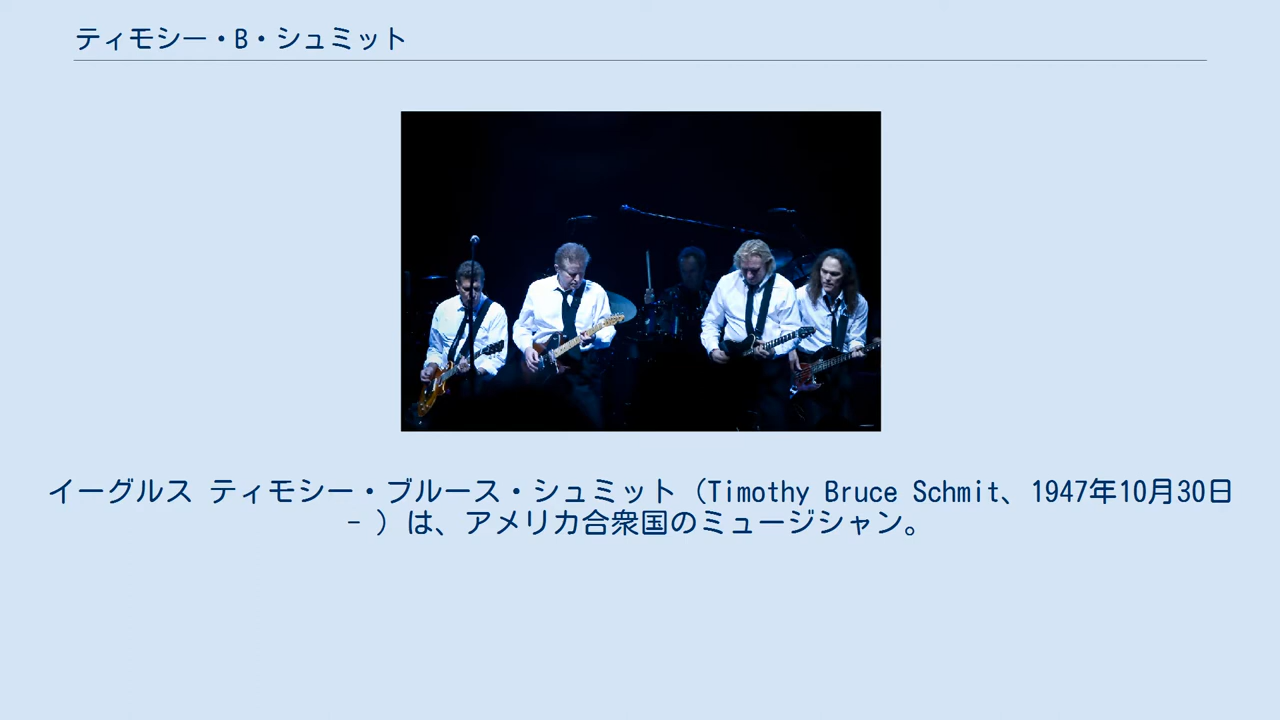 ティモシー・B・シュミット
イーグルス ティモシー・ブルース・シュミット（Timothy Bruce Schmit、1947年10月30日
- ）は、アメリカ合衆国のミュージシャン。